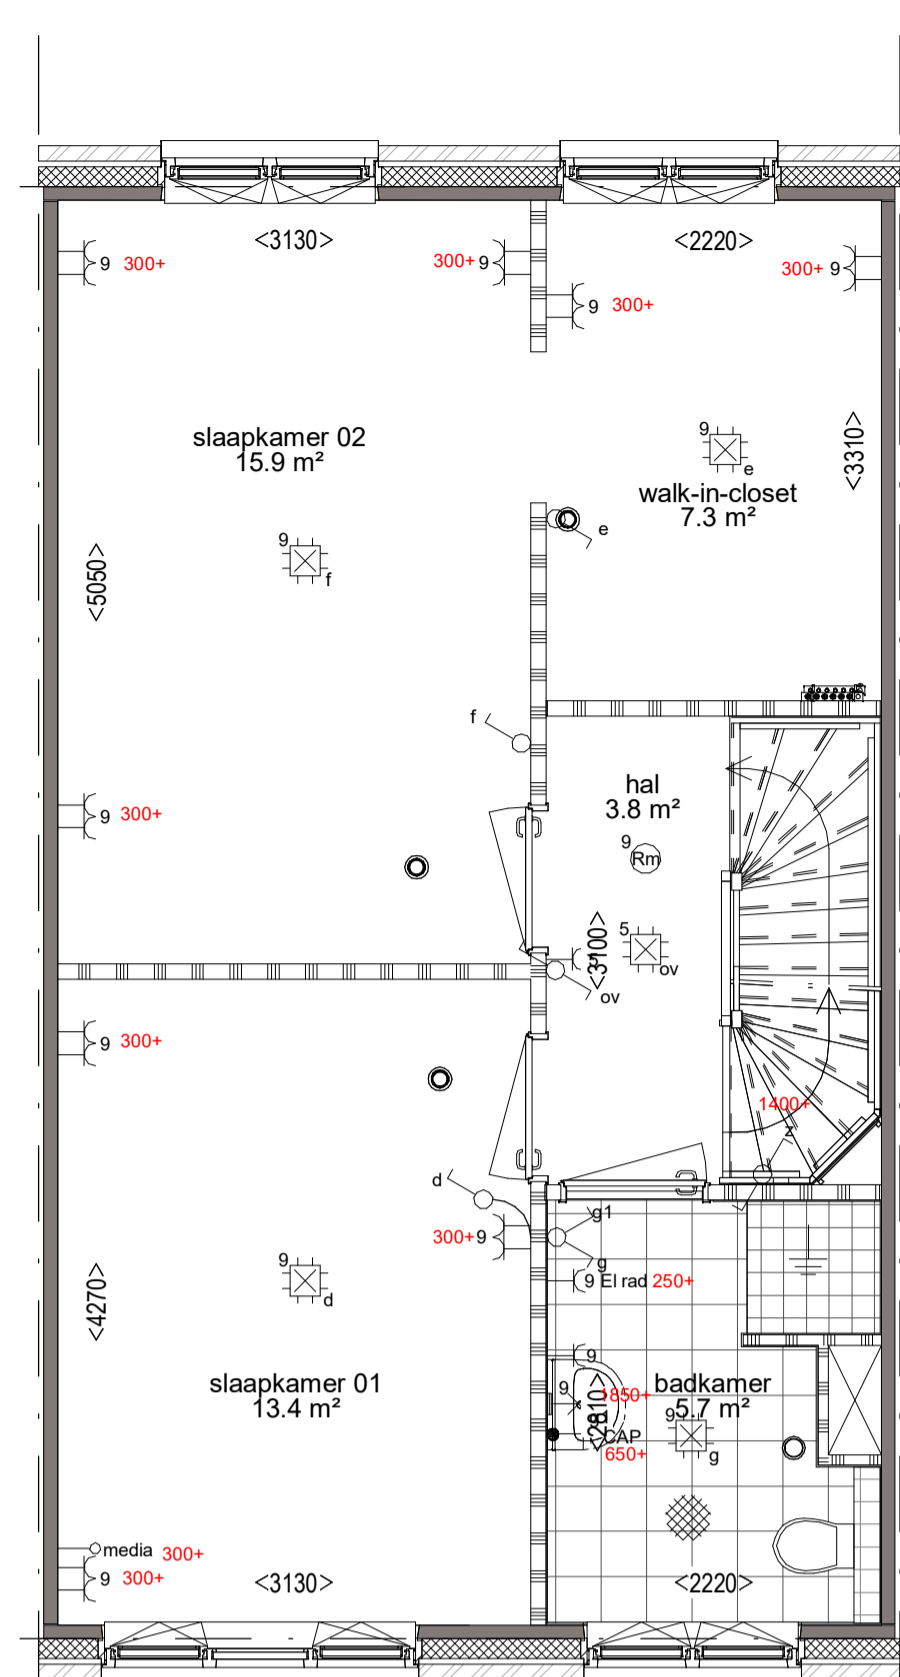 <3130>
<2220>
9 300+
300+ 9
9 300+
300+ 9
<3310>
slaapkamer 02
15.9 m²
9
e
walk-in-closet
7.3 m²
e
9
f
<5050>
f
hal
3.8 m²
9
Rm
9 300+
5
ov
<3100>
ov
9 300+
1400+
z
d
300+ 9
g1
g
9 El rad 250+
9
d
<4270>
9
slaapkamer 01
13.4 m²
badkamer
5.7 m²
9
1850+
<2810>
9
g
CAP
650+
media 300+
9 300+
<3130>
<2220>